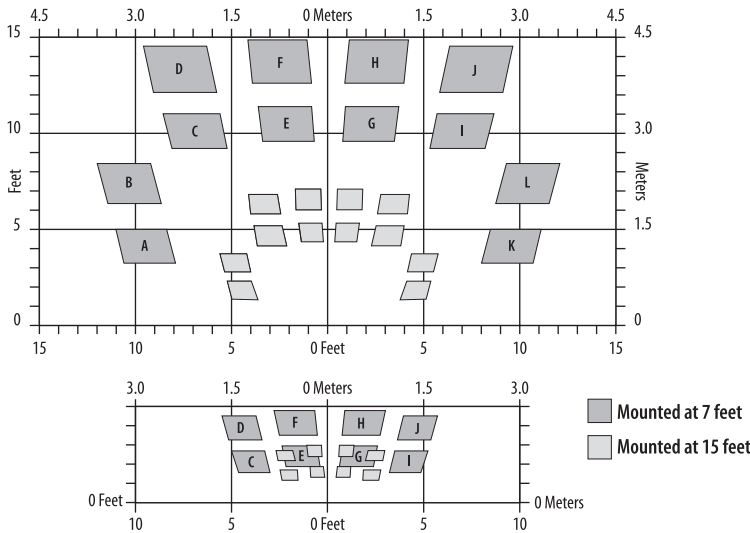 4.5 3.0 1.5 0 Meters 1.5 3.0 4.5
15 4.5
D F H J
10 C E G I 3.0
Feet Meters
B L
5 1.5
A K
0 0
15 10 5 0 Feet 5 10 15
3.0 1.5 0 Meters 1.5 3.0
Mounted at 7 feet
D F H J
Mounted at 15 feet
C E G I
0 Feet 0 Meters
10 5 0 Feet 5 10